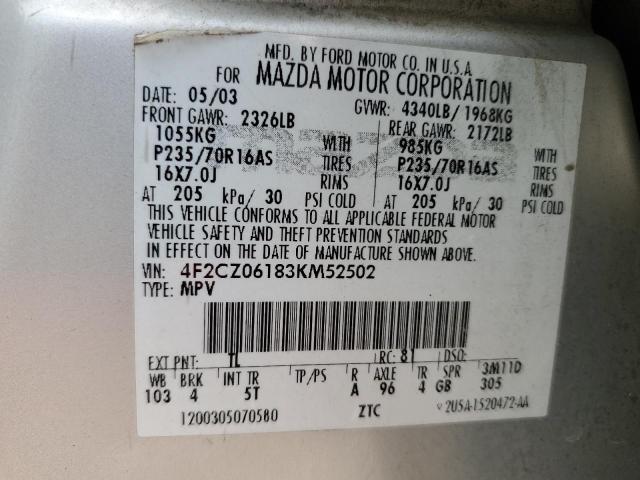 MFD. BY FORD MOTOR CO. IN U.S.A.
FOR MAZDA MOTOR CORPORATION
DATE: 05/03 GVWR: 4340LB/ 1968KG
FRONT GAWR: 2326LB REAR GAWR: 2172LB
1055KG WITH 985KG WITH
P235/70R16AS TIRES P235/70R16AS TIRES
16X7.0J RIMS 16X7.0J RIMS
AT 205 kPa/ 30 PSI COLD AT 205 kPa/ 30 PSI COLD
THIS VEHICLE CONFORMS TO ALL APPLICABLE FEDERAL MOTOR
VEHICLE SAFETY AND THEFT PREVENTION STANDARDS
IN EFFECT ON THE DATE OF MANUFACTURE SHOWN ABOVE.
VIN: 4F2CZ06183KM52502
TYPE: MPV
EXT PNT: TL RC: 81 DSO:
WB BRK INT TR TP/PS R AXLE TR SPR 3M11D
103 4 5T A 96 4 GB 305
1200305070580 ZTC V 2U5A-1520472-AA